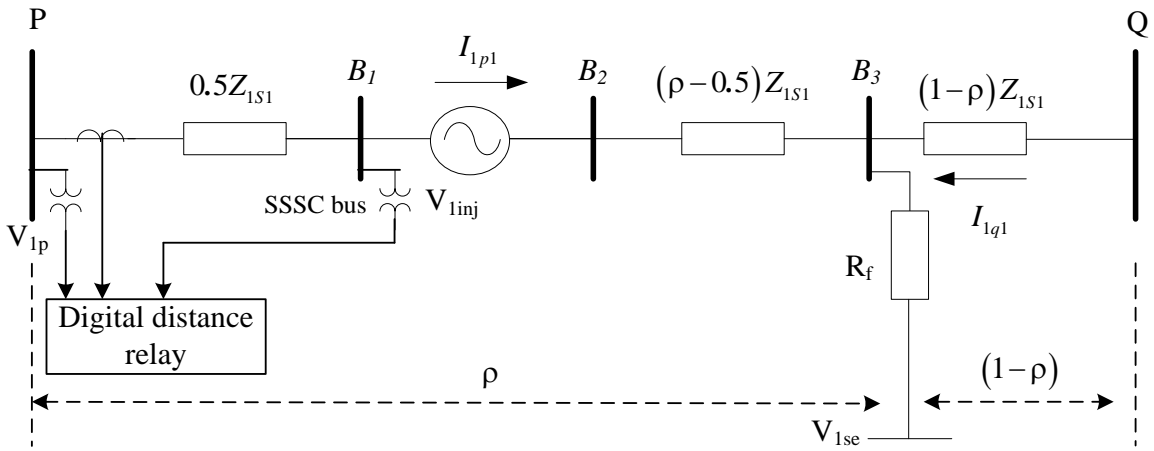 P
Q
I1p1
0.5Z1S1
B1
B2
(ρ−0.5)Z1S1
B3
(1−ρ)Z1S1
SSSC bus
V1inj
I1q1
V1p
Rf
Digital distance
relay
ρ
(1−ρ)
V1se